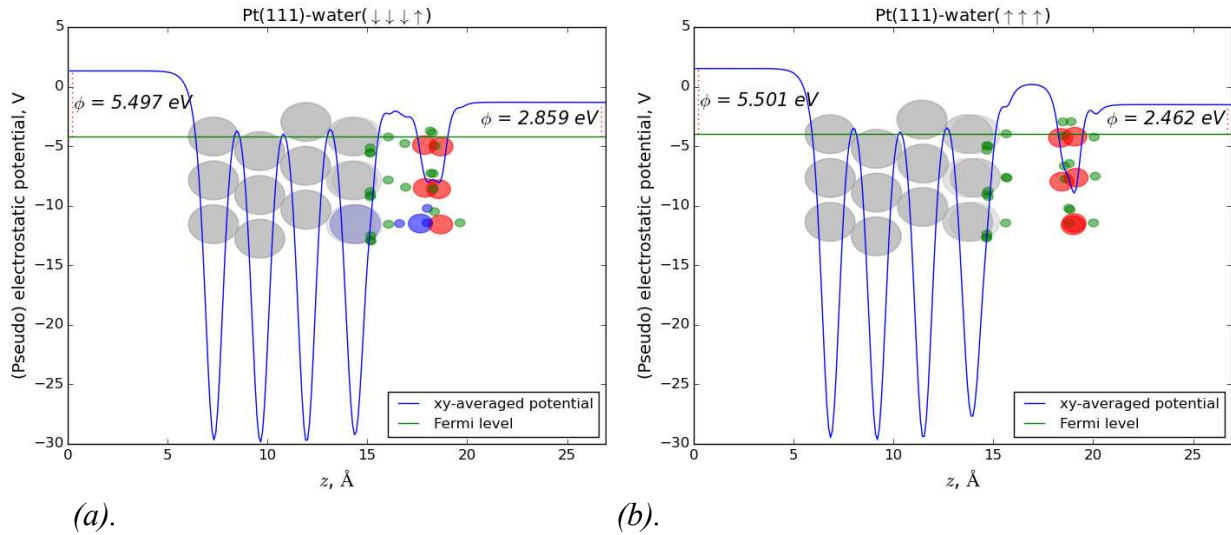 Pt(111)-water(↓↓↓↑)
(Pseudo) electrostatic potential, V
5
0
−5
−10
−15
−20
−25
−30
ϕ = 5.497 eV
ϕ = 2.859 eV
xy-averaged potential
Fermi level
0
5
10
15
20
25
z, Å
(a).
Pt(111)-water(↑↑↑)
(Pseudo) electrostatic potential, V
5
0
−5
−10
−15
−20
−25
−30
ϕ = 5.501 eV
ϕ = 2.462 eV
xy-averaged potential
Fermi level
0
5
10
15
20
25
z, Å
(b).